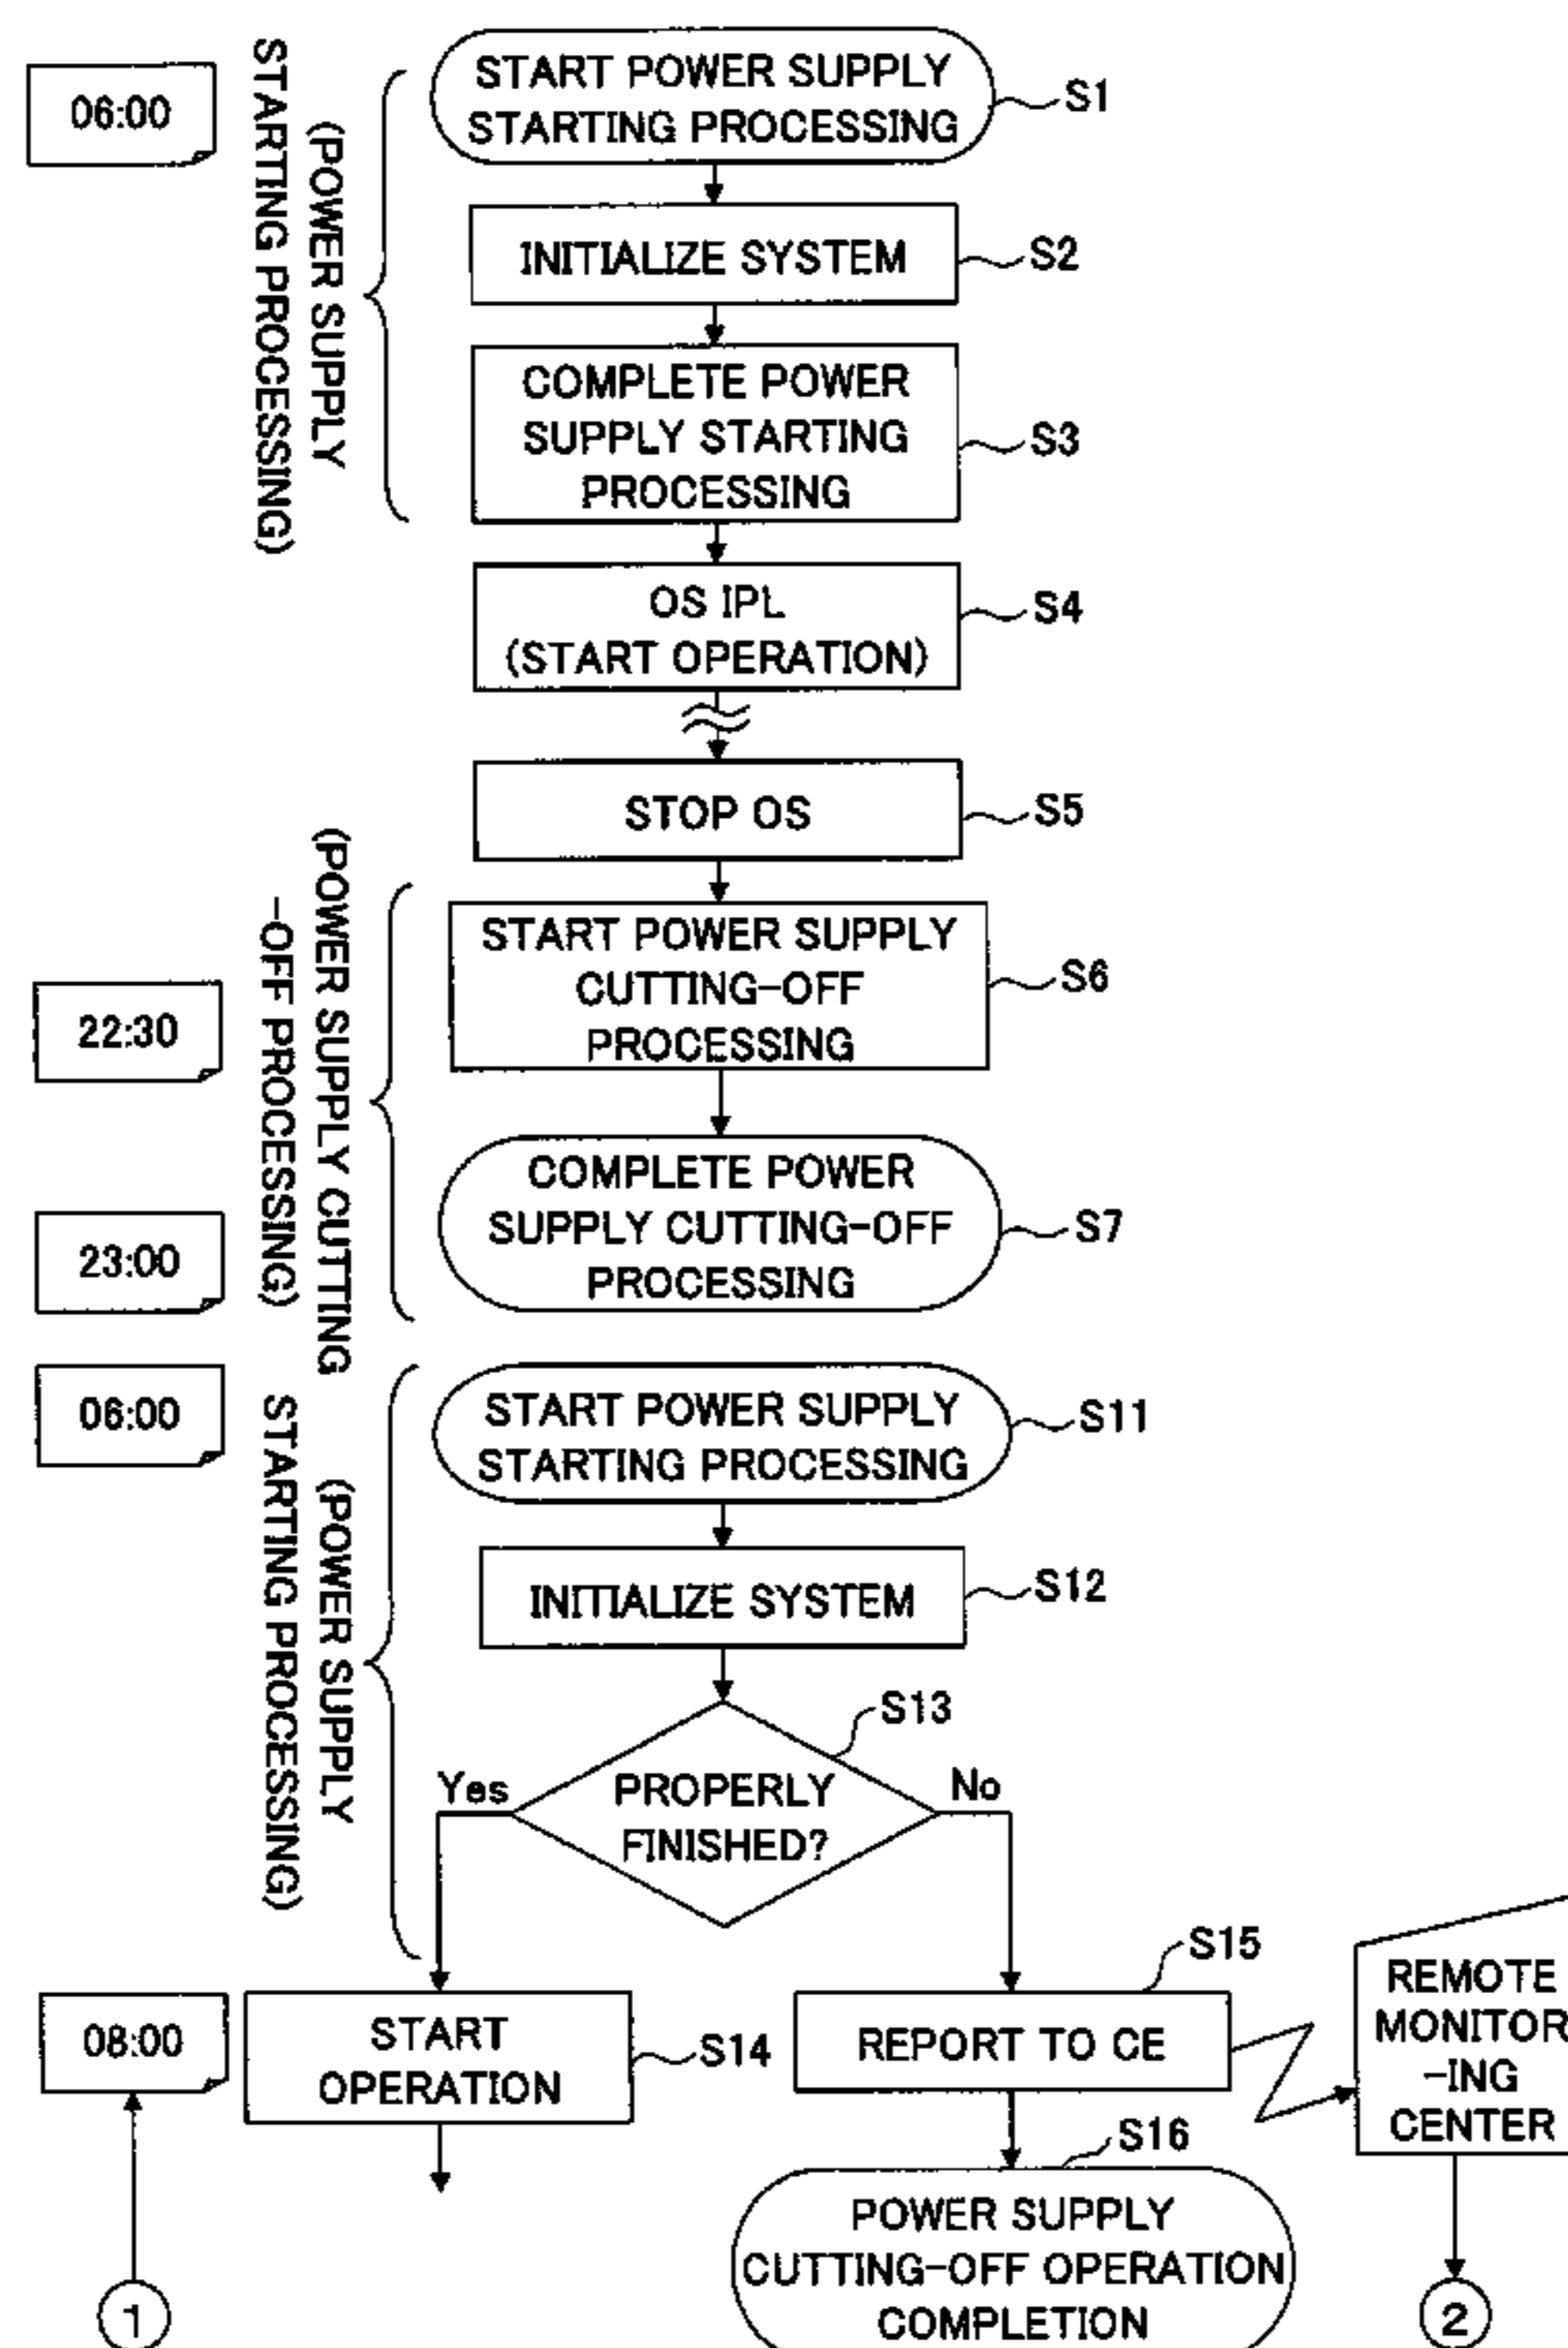 06:00
(POWER SUPPLY
STARTING PROCESSING)
START POWER SUPPLY
STARTING PROCESSING
S1
INITIALIZE SYSTEM
S2
COMPLETE POWER
SUPPLY STARTING
PROCESSING
S3
OS IPL
(START OPERATION)
S4
STOP OS
S5
(POWER SUPPLY CUTTING
-OFF PROCESSING)
22:30
START POWER SUPPLY
CUTTING-OFF
PROCESSING
S6
23:00
COMPLETE POWER
SUPPLY CUTTING-OFF
PROCESSING
S7
06:00
(POWER SUPPLY
STARTING PROCESSING)
START POWER SUPPLY
STARTING PROCESSING
S11
INITIALIZE SYSTEM
S12
S13
PROPERLY
FINISHED?
Yes
No
08:00
START
OPERATION
S14
S15
REPORT TO CE
REMOTE
MONITOR
-ING
CENTER
S16
POWER SUPPLY
CUTTING-OFF OPERATION
COMPLETION
1
2